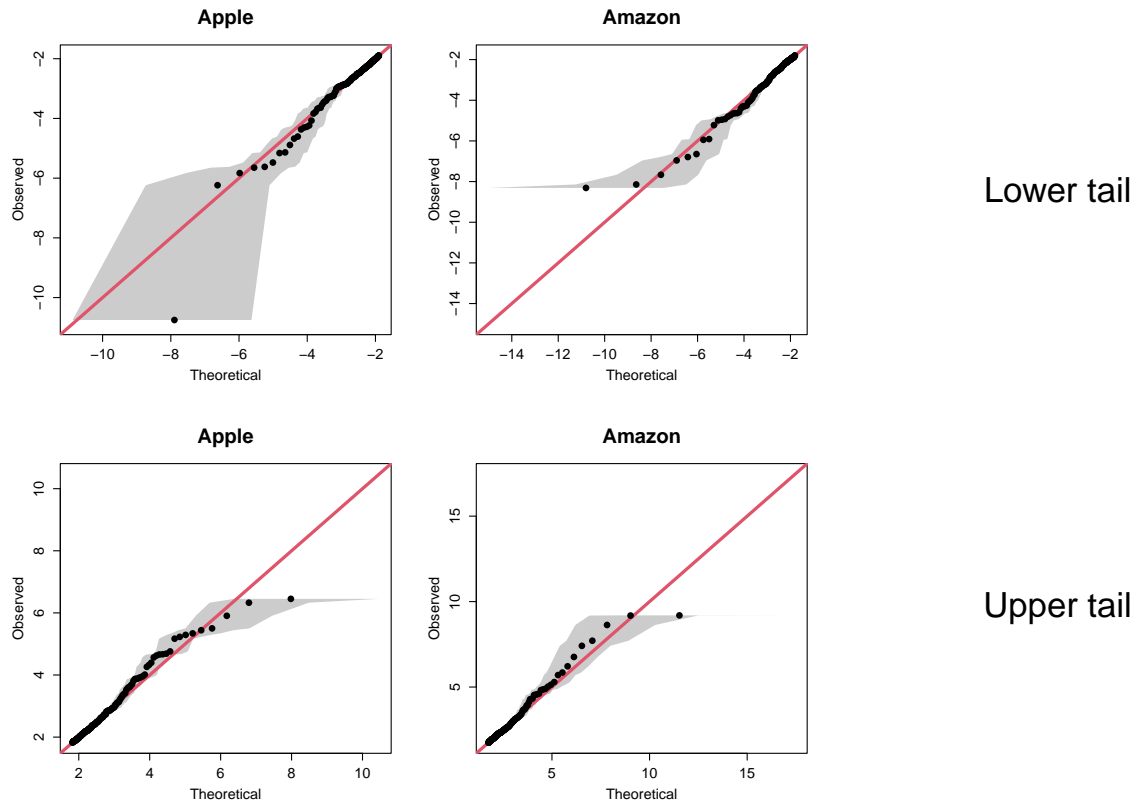 Apple
Observed
−2
−4
−6
−8
−10
−10 −8 −6 −4 −2
Theoretical
Amazon
Observed
−2
−4
−6
−8
−10
−12
−14
−14 −12 −10 −8 −6 −4 −2
Theoretical
Lower tail
Apple
Observed
10
8
6
4
2
2 4 6 8 10
Theoretical
Amazon
Observed
15
10
5
5 10 15
Theoretical
Upper tail